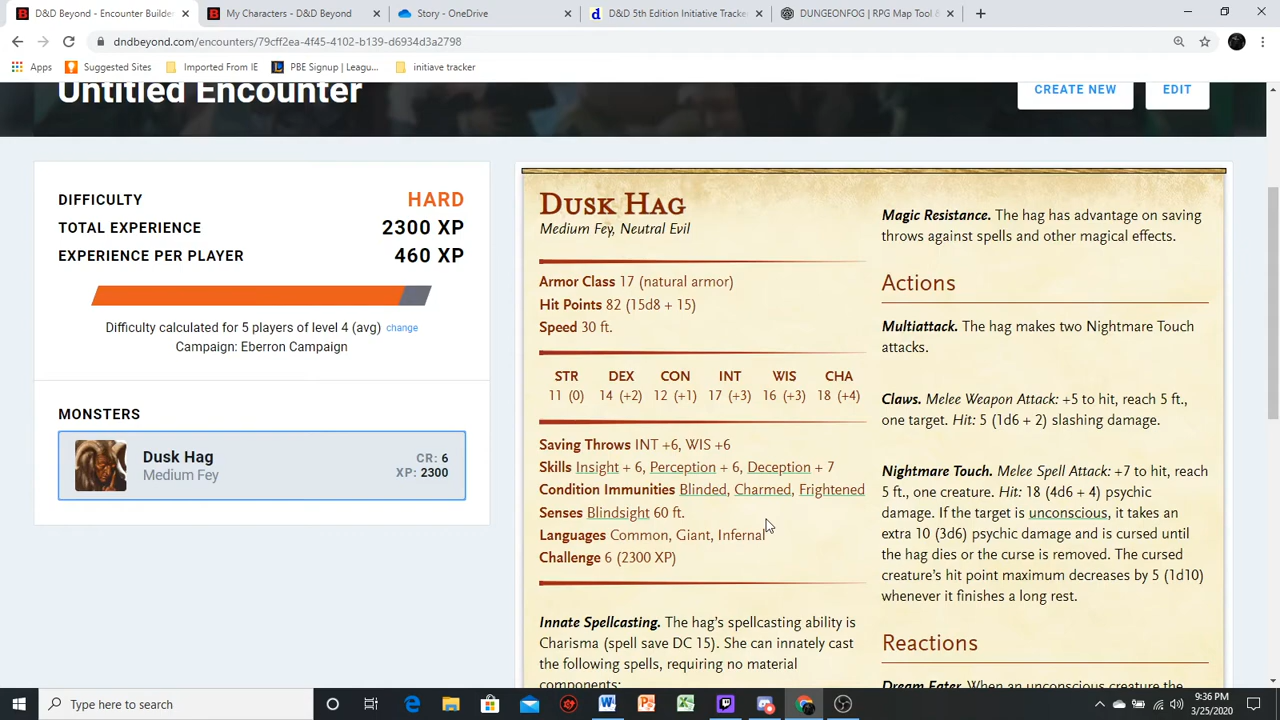 D&D Beyond - Encounter Builder
My Characters - D&D Beyond
Story - OneDrive
D&D 5th Edition Initiative Tracker
DUNGEONFOG | RPG Map Tool &
dndbeyond.com/encounters/79cff2ea-4f45-4102-b139-d6934d3a2798
Apps
Suggested Sites
Imported From IE
PBE Signup | Leagu...
initiave tracker
Untitled Encounter
CREATE NEW
EDIT
DIFFICULTY HARD
TOTAL EXPERIENCE 2300 XP
EXPERIENCE PER PLAYER 460 XP
Difficulty calculated for 5 players of level 4 (avg) change
Campaign: Eberron Campaign
MONSTERS
Dusk Hag CR: 6
Medium Fey XP: 2300
Dusk Hag
Medium Fey, Neutral Evil
Armor Class 17 (natural armor)
Hit Points 82 (15d8 + 15)
Speed 30 ft.
STR DEX CON INT WIS CHA
11 (0) 14 (+2) 12 (+1) 17 (+3) 16 (+3) 18 (+4)
Saving Throws INT +6, WIS +6
Skills Insight + 6, Perception + 6, Deception + 7
Condition Immunities Blinded, Charmed, Frightened
Senses Blindsight 60 ft.
Languages Common, Giant, Infernal
Challenge 6 (2300 XP)
Innate Spellcasting. The hag's spellcasting ability is
Charisma (spell save DC 15). She can innately cast
the following spells, requiring no material
components:
Magic Resistance. The hag has advantage on saving
throws against spells and other magical effects.
Actions
Multiattack. The hag makes two Nightmare Touch
attacks.
Claws. Melee Weapon Attack: +5 to hit, reach 5 ft.,
one target. Hit: 5 (1d6 + 2) slashing damage.
Nightmare Touch. Melee Spell Attack: +7 to hit, reach
5 ft., one creature. Hit: 18 (4d6 + 4) psychic
damage. If the target is unconscious, it takes an
extra 10 (3d6) psychic damage and is cursed until
the hag dies or the curse is removed. The cursed
creature's hit point maximum decreases by 5 (1d10)
whenever it finishes a long rest.
Reactions
Dream Eater. When an unconscious creature the
Type here to search
9:36 PM
3/25/2020